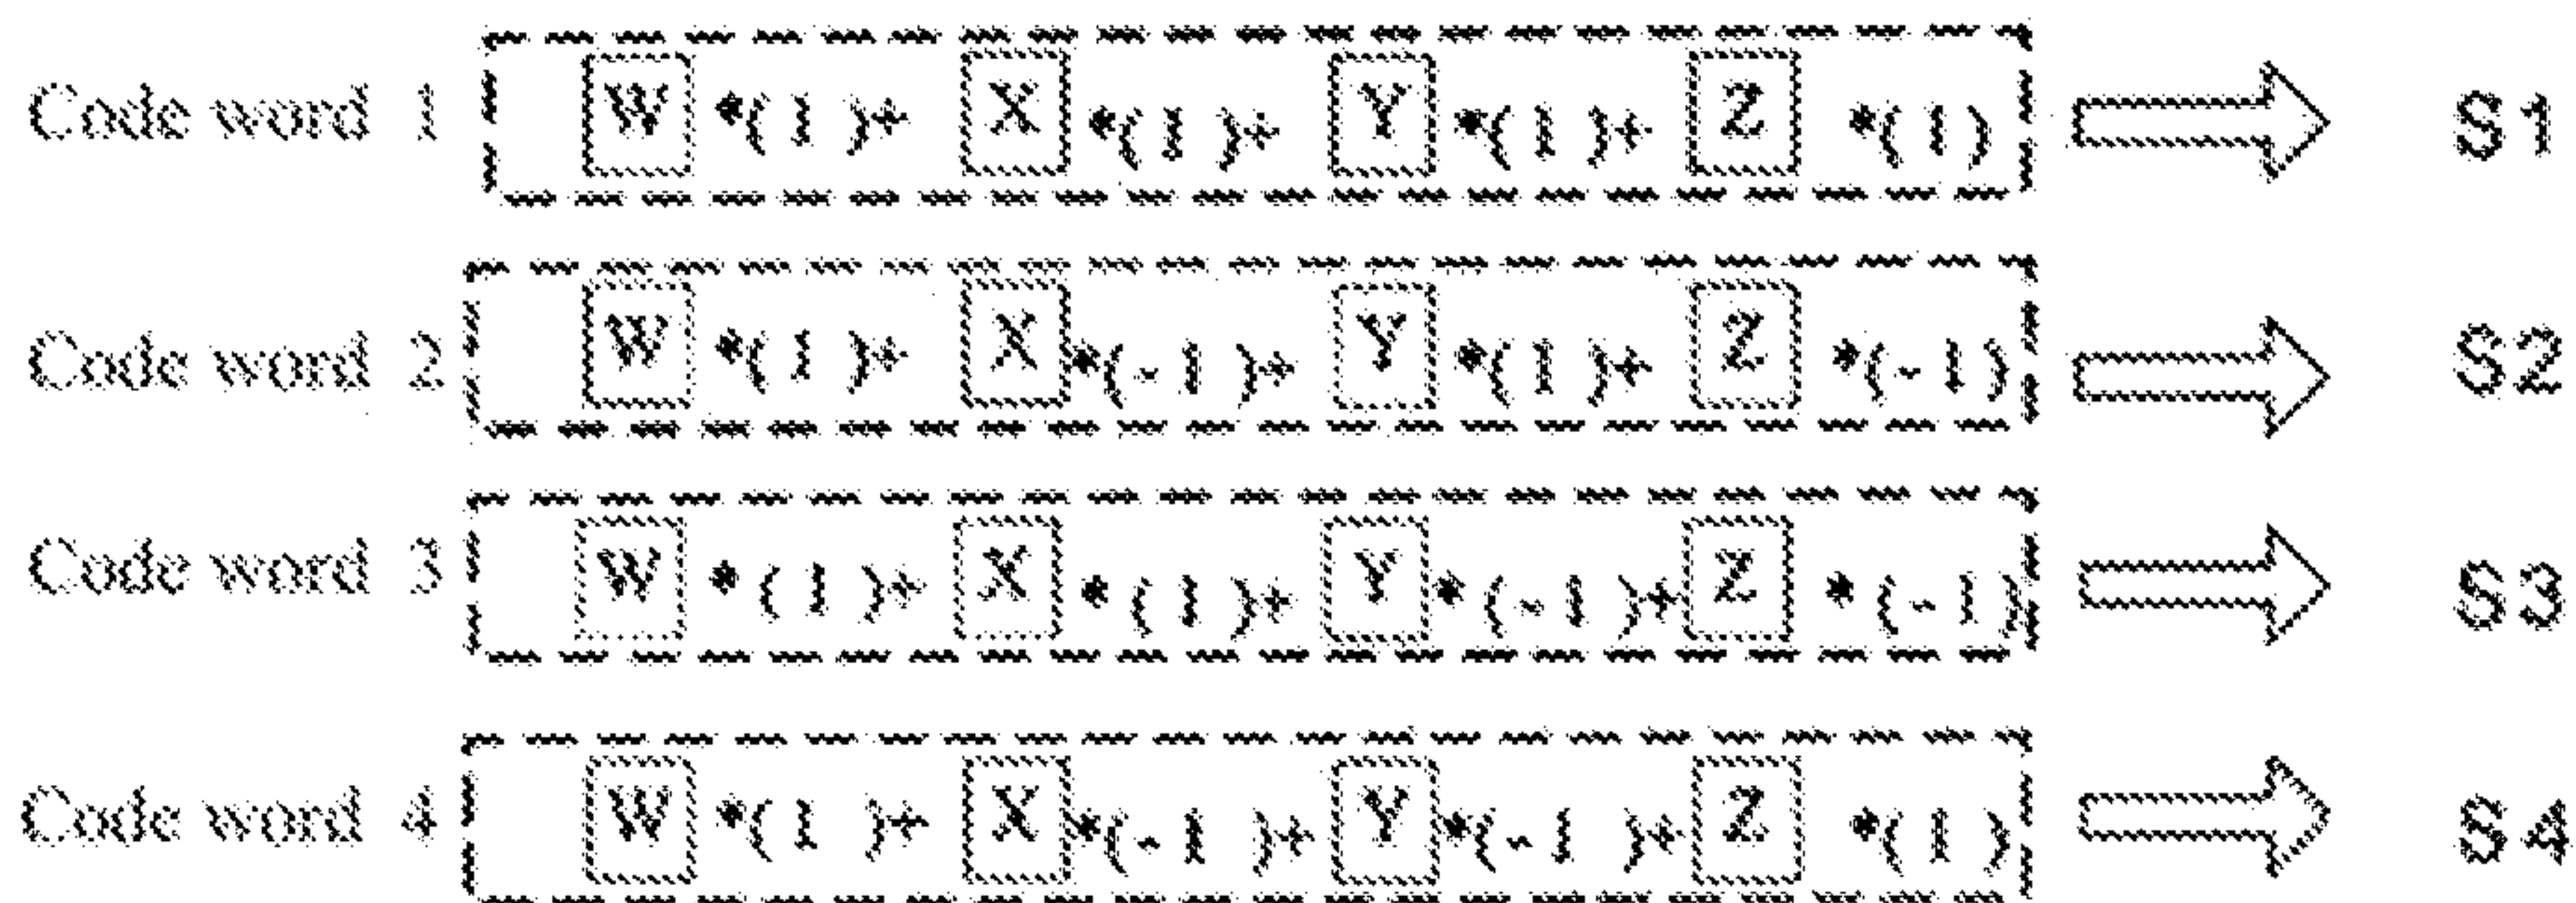 Code word 1 W *(1)+ X *(1)+ Y *(1)+ Z *(1) S1
Code word 2 W *(1)+ X *(-1)+ Y *(1)+ Z *(-1) S2
Code word 3 W *(1)+ X *(1)+ Y *(-1)+ Z *(-1) S3
Code word 4 W *(1)+ X *(-1)+ Y *(-1)+ Z *(1) S4